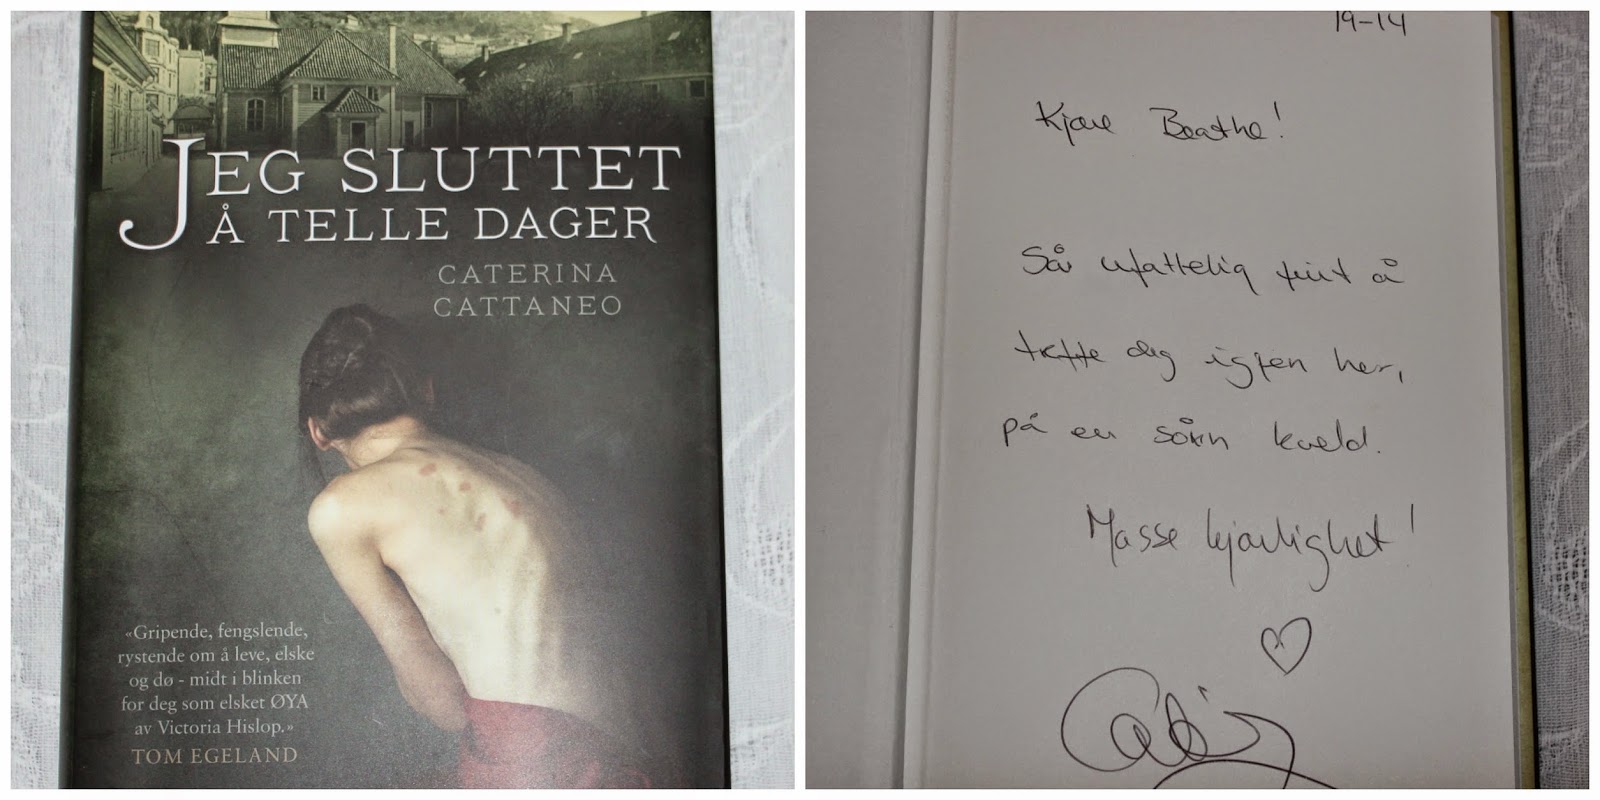 JEG SLUTTET
Å TELLE DAGER
CATERINA
CATTANEO
«Gripende, fengslende,
rystende om å leve, elske
og dø - midt i blinken
for deg som elsket ØYA
av Victoria Hislop.»
TOM EGELAND
19-14
Kjære Beathe!
Så ufattelig fint å
treffe deg igjen her,
på en sånn kveld.
Masse kjærlighet!